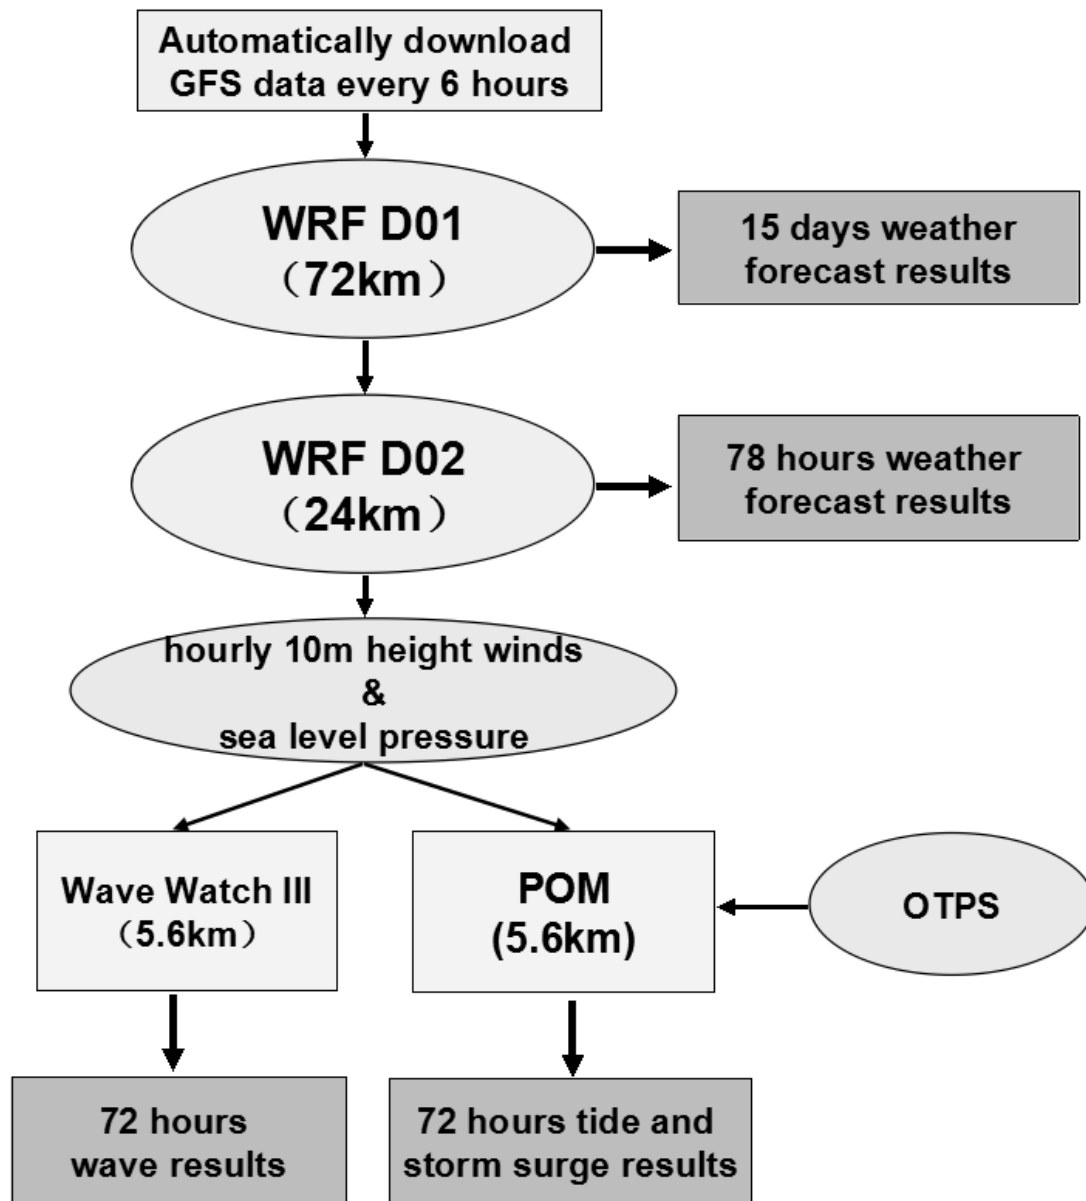 Automatically download
GFS data every 6 hours
WRF D01
（72km）
15 days weather
forecast results
WRF D02
（24km）
78 hours weather
forecast results
hourly 10m height winds
&
sea level pressure
Wave Watch III
（5.6km）
POM
(5.6km)
OTPS
72 hours
wave results
72 hours tide and
storm surge results